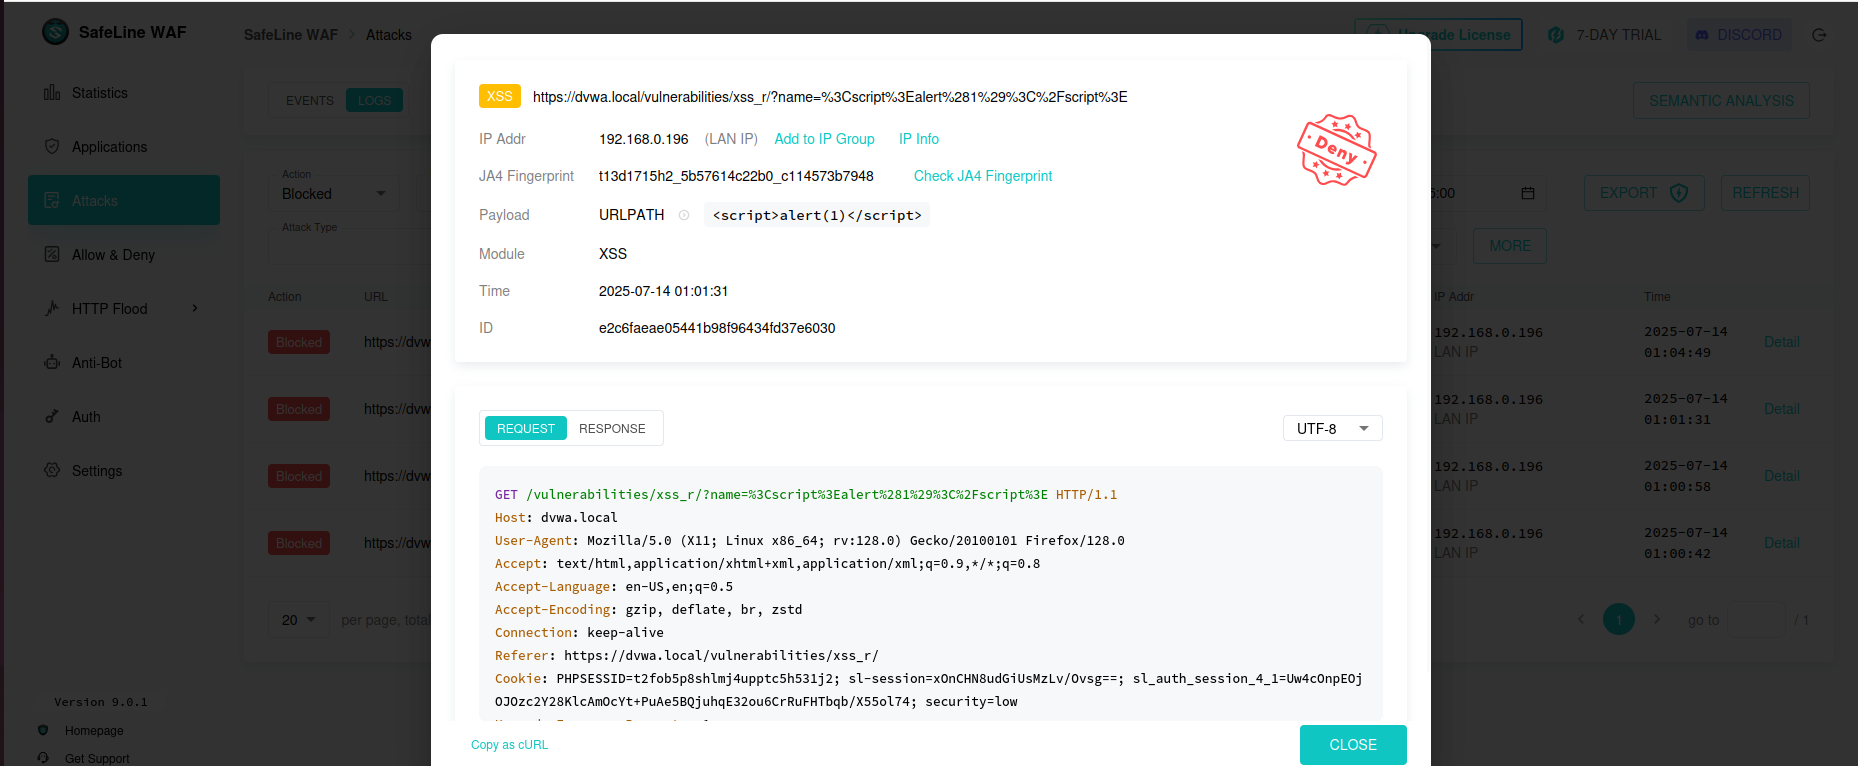 SafeLine WAF
SafeLine WAF > Attacks
Upgrade License
7-DAY TRIAL
DISCORD
Statistics
Applications
Attacks
Allow & Deny
HTTP Flood
Anti-Bot
Auth
Settings
Version 9.0.1
Homepage
Get Support
EVENTS LOGS
SEMANTIC ANALYSIS
Action
Blocked
Attack Type
5:00
EXPORT
REFRESH
MORE
Action URL
IP Addr Time
Blocked https://dvw
192.168.0.196 2025-07-14
LAN IP 01:04:49
Detail
Blocked https://dvw
192.168.0.196 2025-07-14
LAN IP 01:01:31
Detail
Blocked https://dvw
192.168.0.196 2025-07-14
LAN IP 01:00:58
Detail
Blocked https://dvw
192.168.0.196 2025-07-14
LAN IP 01:00:42
Detail
20 per page, total
1 go to / 1
XSS https://dvwa.local/vulnerabilities/xss_r/?name=%3Cscript%3Ealert%281%29%3C%2Fscript%3E
IP Addr 192.168.0.196 (LAN IP) Add to IP Group IP Info
Deny
JA4 Fingerprint t13d1715h2_5b57614c22b0_c114573b7948 Check JA4 Fingerprint
Payload URLPATH <script>alert(1)</script>
Module XSS
Time 2025-07-14 01:01:31
ID e2c6faeae05441b98f96434fd37e6030
REQUEST RESPONSE
UTF-8
GET /vulnerabilities/xss_r/?name=%3Cscript%3Ealert%281%29%3C%2Fscript%3E HTTP/1.1
Host: dvwa.local
User-Agent: Mozilla/5.0 (X11; Linux x86_64; rv:128.0) Gecko/20100101 Firefox/128.0
Accept: text/html,application/xhtml+xml,application/xml;q=0.9,*/*;q=0.8
Accept-Language: en-US,en;q=0.5
Accept-Encoding: gzip, deflate, br, zstd
Connection: keep-alive
Referer: https://dvwa.local/vulnerabilities/xss_r/
Cookie: PHPSESSID=t2fob5p8shlmj4upptc5h531j2; sl-session=xOnCHN8udGiUsMzLv/Ovsg==; sl_auth_session_4_1=Uw4cOnpEOj
OJOzc2Y28KlcAmOcYt+PuAe5BQjuhqE32ou6CrRuFHTbqb/X55ol74; security=low
Copy as cURL
CLOSE